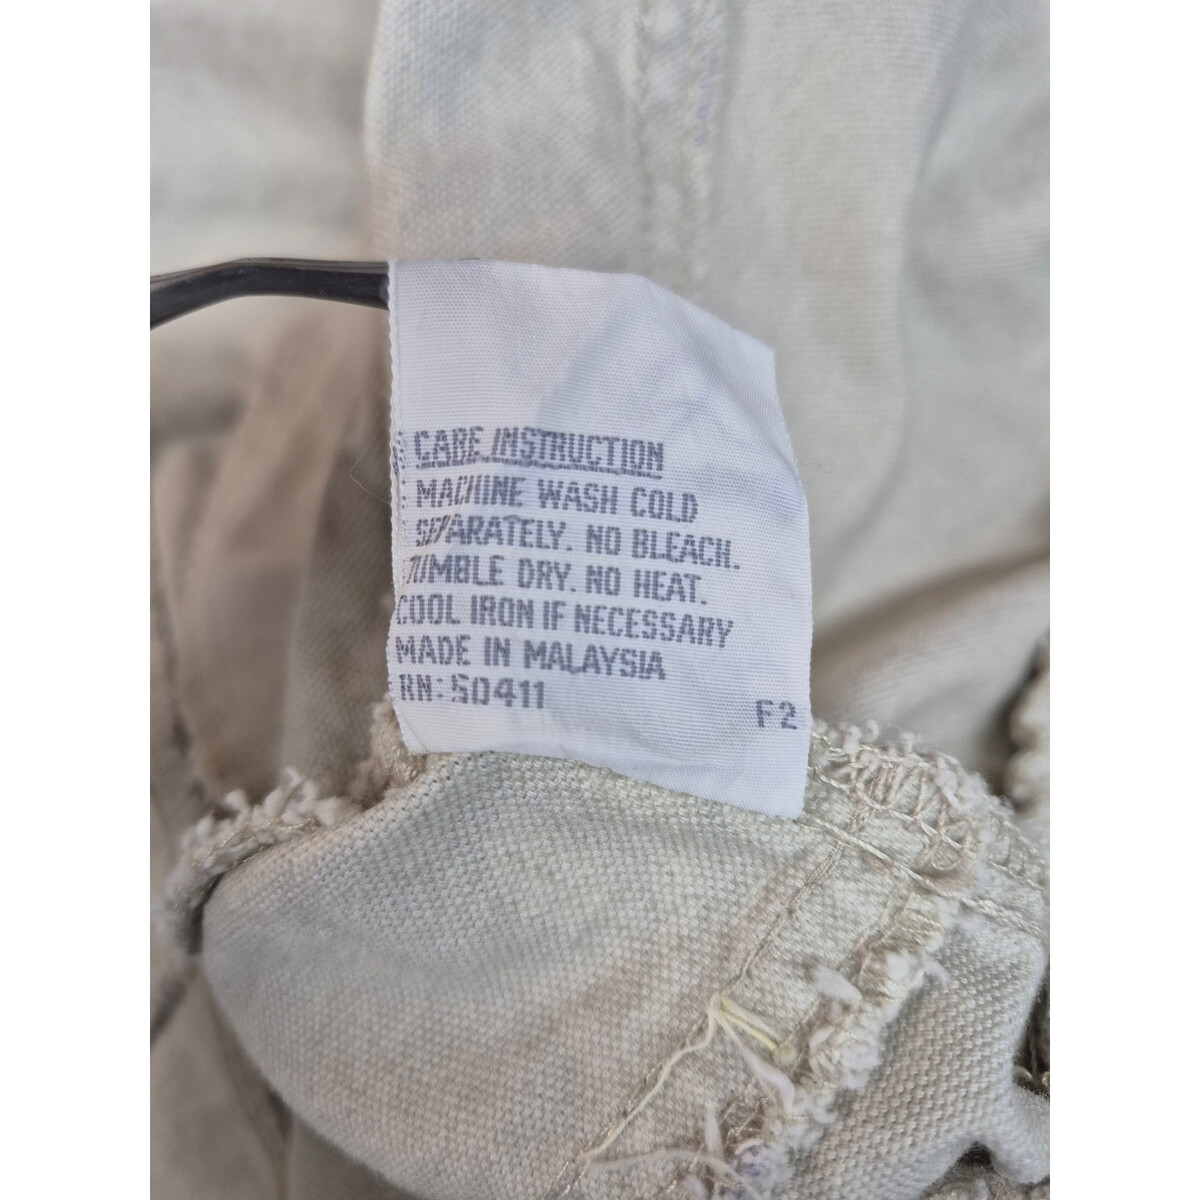 CARE INSTRUCTION
MACHINE WASH COLD
SEPARATELY. NO BLEACH.
TUMBLE DRY. NO HEAT.
COOL IRON IF NECESSARY
MADE IN MALAYSIA
RN: 50411
F2